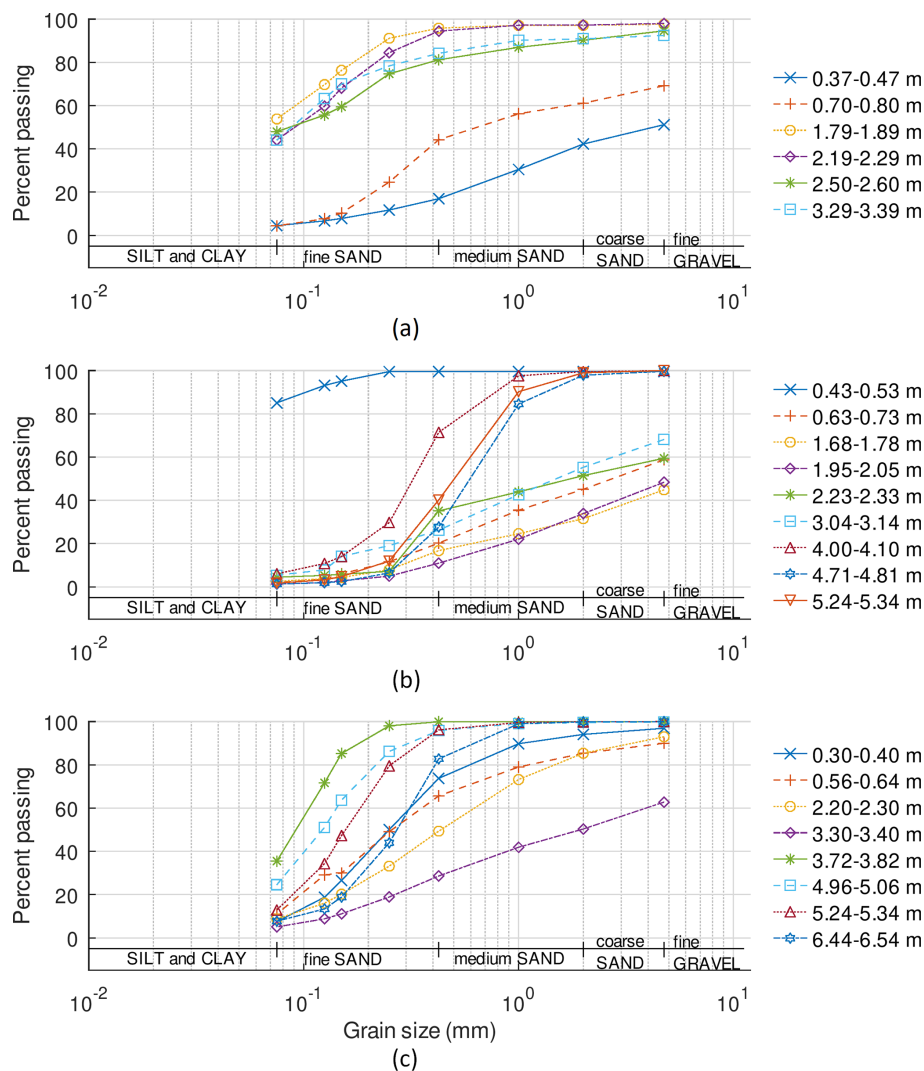 100
80
60
40
20
0
Percent passing
SILT and CLAY
fine SAND
medium SAND
coarse
SAND
fine
GRAVEL
10-2
10-1
100
101
0.37-0.47 m
0.70-0.80 m
1.79-1.89 m
2.19-2.29 m
2.50-2.60 m
3.29-3.39 m
(a)
100
80
60
40
20
0
Percent passing
SILT and CLAY
fine SAND
medium SAND
coarse
SAND
fine
GRAVEL
10-2
10-1
100
101
0.43-0.53 m
0.63-0.73 m
1.68-1.78 m
1.95-2.05 m
2.23-2.33 m
3.04-3.14 m
4.00-4.10 m
4.71-4.81 m
5.24-5.34 m
(b)
100
80
60
40
20
0
Percent passing
SILT and CLAY
fine SAND
medium SAND
coarse
SAND
fine
GRAVEL
10-2
10-1
100
101
Grain size (mm)
0.30-0.40 m
0.56-0.64 m
2.20-2.30 m
3.30-3.40 m
3.72-3.82 m
4.96-5.06 m
5.24-5.34 m
6.44-6.54 m
(c)